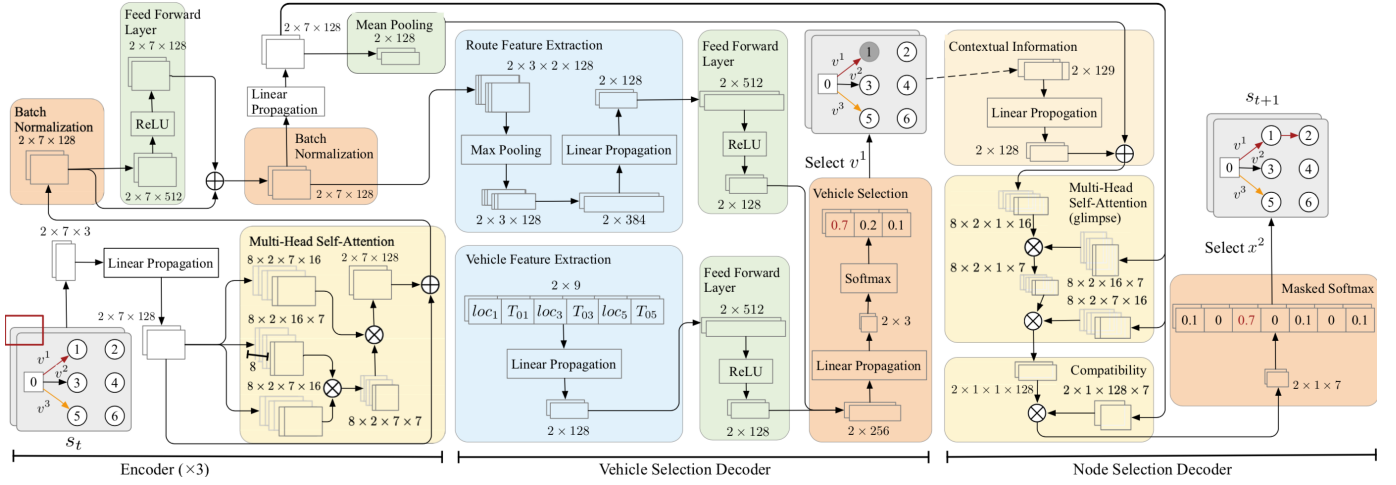 Feed Forward
Layer
2 × 7 × 128
ReLU
2 × 7 × 512
Batch
Normalization
2 × 7 × 128
2 × 7 × 128
Mean Pooling
2 × 128
Linear
Propagation
Batch
Normalization
2 × 7 × 128
2 × 7 × 3
Linear Propagation
2 × 7 × 128
v¹
v²
v³
0
1
2
3
4
5
6
s_t
Multi-Head Self-Attention
8 × 2 × 7 × 16
2 × 7 × 128
8 × 2 × 16 × 7
8
8 × 2 × 7 × 16
8 × 2 × 7 × 7
Encoder (×3)
Route Feature Extraction
2 × 3 × 2 × 128
2 × 128
Max Pooling
Linear Propagation
2 × 3 × 128
2 × 384
Feed Forward
Layer
2 × 512
ReLU
2 × 128
Vehicle Feature Extraction
2 × 9
loc₁ T₀₁ loc₃ T₀₃ loc₅ T₀₅
Linear Propagation
2 × 128
Feed Forward
Layer
2 × 512
ReLU
2 × 128
v¹
v²
v³
0
1
2
3
4
5
6
Select v¹
Vehicle Selection
0.7 0.2 0.1
Softmax
2 × 3
Linear Propagation
2 × 256
Vehicle Selection Decoder
Contextual Information
2 × 129
Linear Propagation
2 × 128
Multi-Head
Self-Attention
(glimpse)
8 × 2 × 1 × 16
8 × 2 × 1 × 7
8 × 2 × 16 × 7
8 × 2 × 7 × 16
Compatibility
2 × 1 × 1 × 128
2 × 1 × 128 × 7
s_{t+1}
v¹
v²
v³
0
1
2
3
4
5
6
Select x²
Masked Softmax
0.1 0 0.7 0 0.1 0 0.1
2 × 1 × 7
Node Selection Decoder